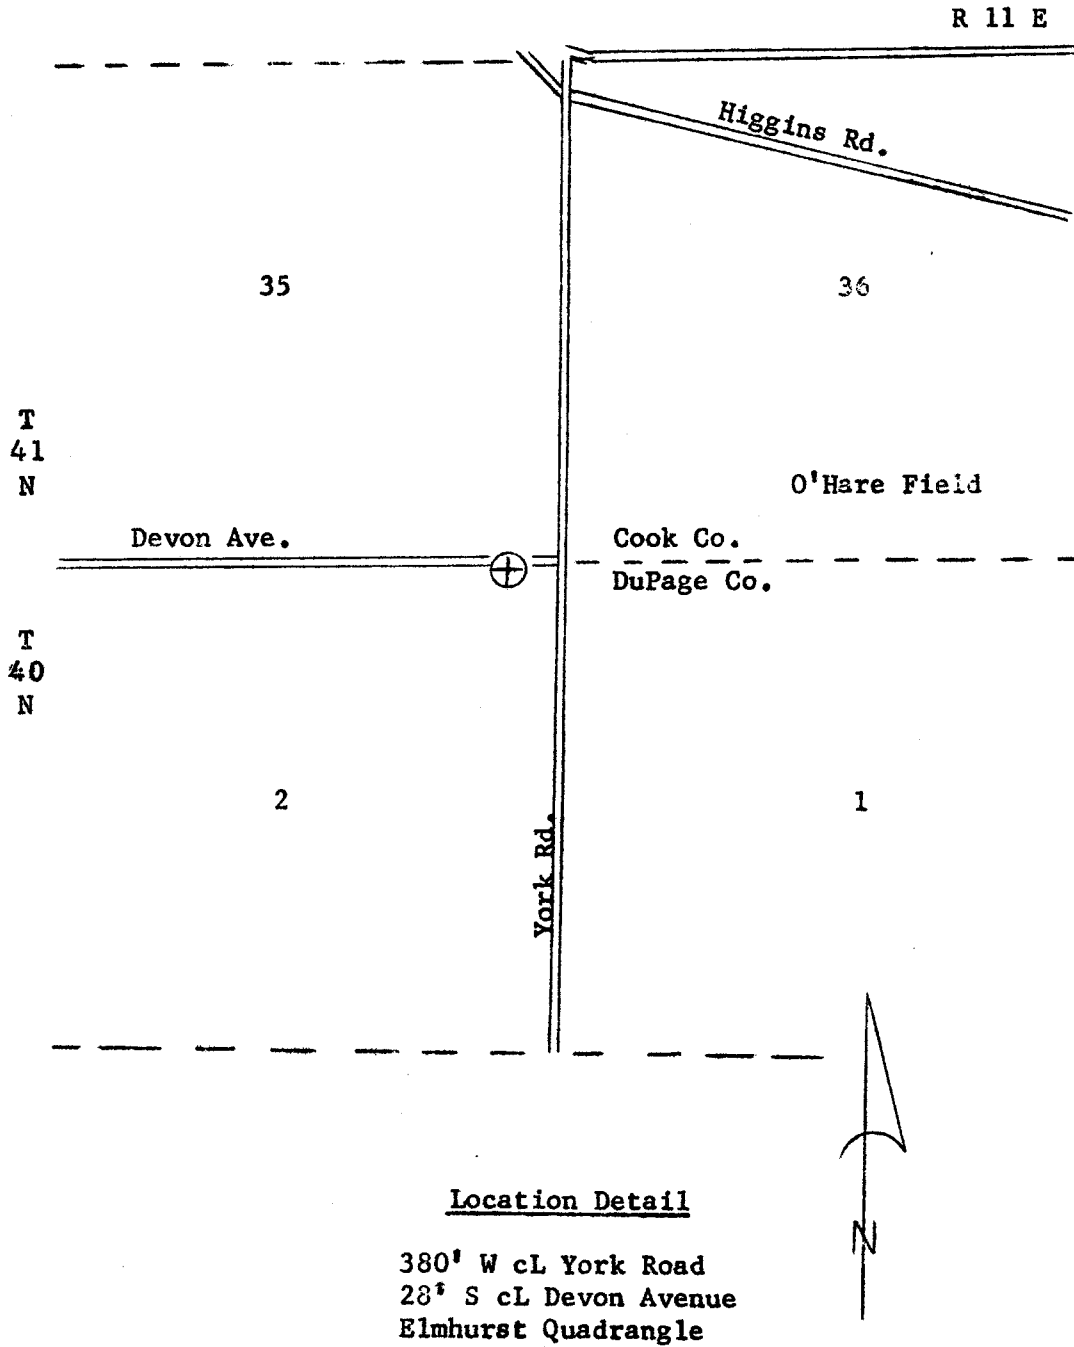 R 11 E
Higgins Rd.
35
36
T
41
N
O'Hare Field
Devon Ave.
Cook Co.
DuPage Co.
T
40
N
2
1
York Rd.
Location Detail
N
380' W cL York Road
28' S cL Devon Avenue
Elmhurst Quadrangle